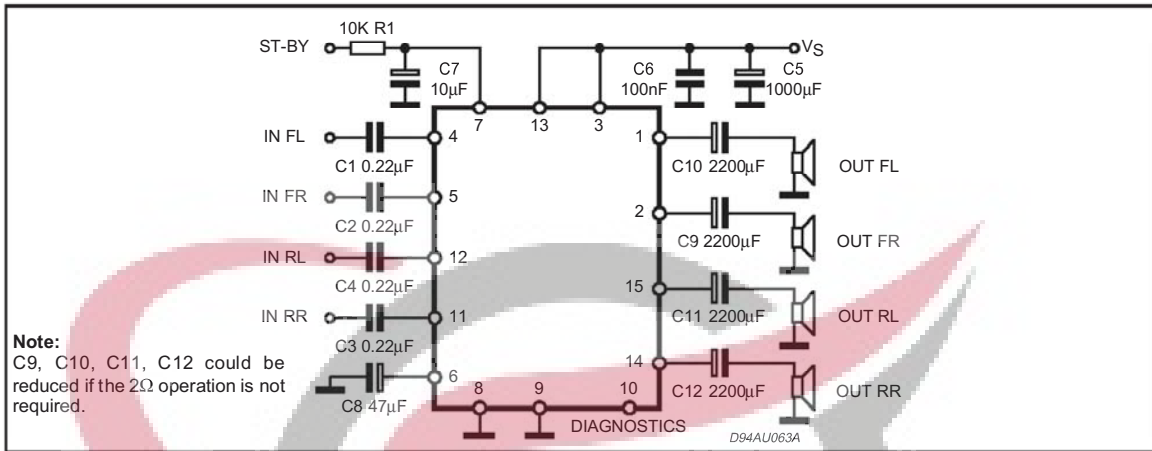 10K R1
ST-BY
C7
10µF
C6
100nF
C5
1000µF
VS
7
13
3
IN FL
C1 0.22µF
4
1
C10 2200µF
OUT FL
IN FR
C2 0.22µF
5
2
C9 2200µF
OUT FR
IN RL
C4 0.22µF
12
15
C11 2200µF
OUT RL
IN RR
C3 0.22µF
11
14
C12 2200µF
OUT RR
Note:
C9, C10, C11, C12 could be
reduced if the 2Ω operation is not
required.
C8 47µF
6
8
9
10
DIAGNOSTICS
D94AU063A